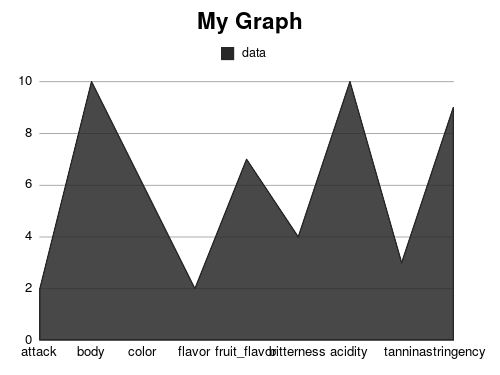 My Graph
data
10
8
6
4
2
0
attack body color flavor fruit_flavor bitterness acidity tannin astringency